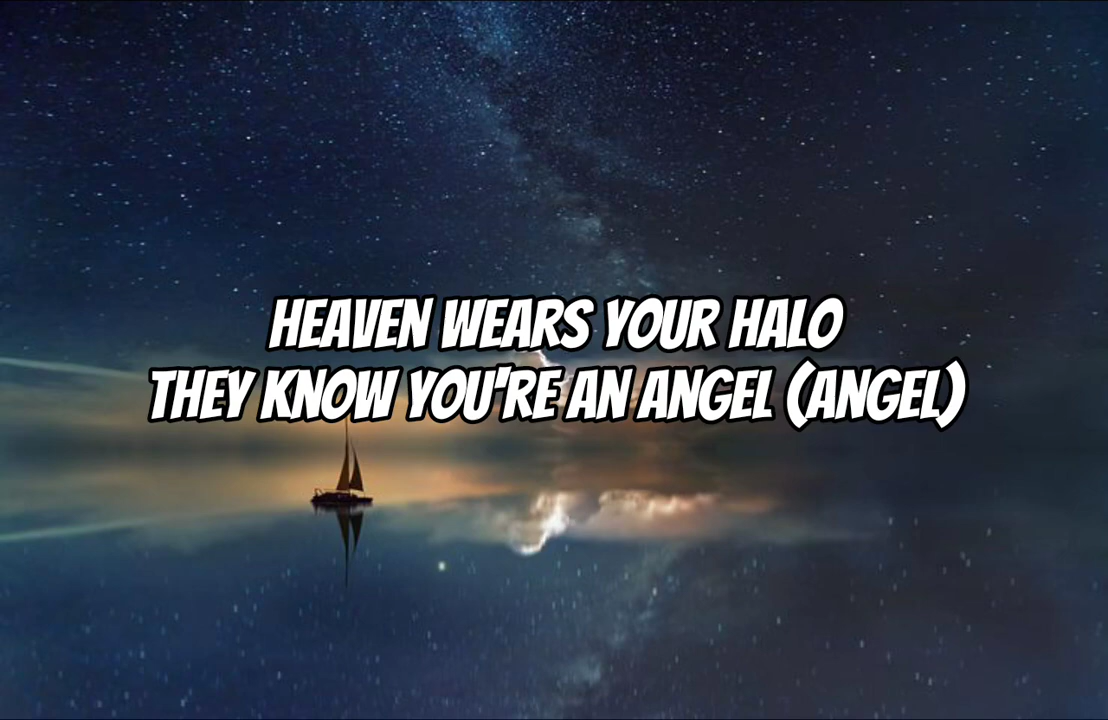 HEAVEN WEARS YOUR HALO
THEY KNOW YOU'RE AN ANGEL (ANGEL)